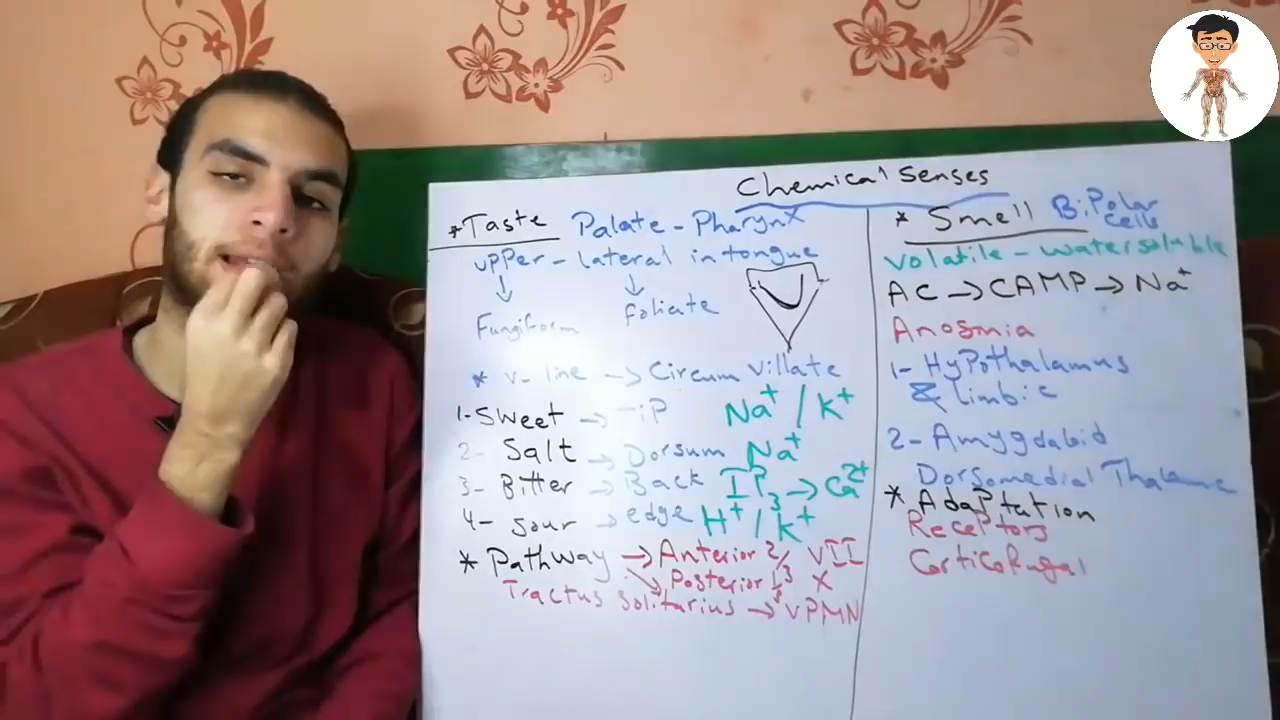 Chemical Senses
*Taste Palate - Pharynx
upper - lateral in tongue
Fungiform foliate
* v- line → Circum villate
1- Sweet → TiP Na+ / K+
2- Salt → Dorsum Na+
3- Bitter → Back IP3 → Ca2+
4- Sour → edge H+ / K+
* Pathway → Anterior 2/3 VII
Posterior 1/3 X
Tractus Solitarius → VPMN
* Smell BiPolar cells
volatile - water soluble
AC → CAMP → Na+
Anosmia
1- Hypothalamus
& limbic
2- Amygdaloid
Dorsomedial
* Adaptation
Receptors
Corticofugal